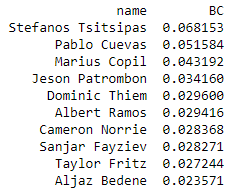 name BC
Stefanos Tsitsipas 0.068153
Pablo Cuevas 0.051584
Marius Copil 0.043192
Jeson Patrombon 0.034160
Dominic Thiem 0.029600
Albert Ramos 0.029416
Cameron Norrie 0.028368
Sanjar Fayziev 0.028271
Taylor Fritz 0.027244
Aljaz Bedene 0.023571